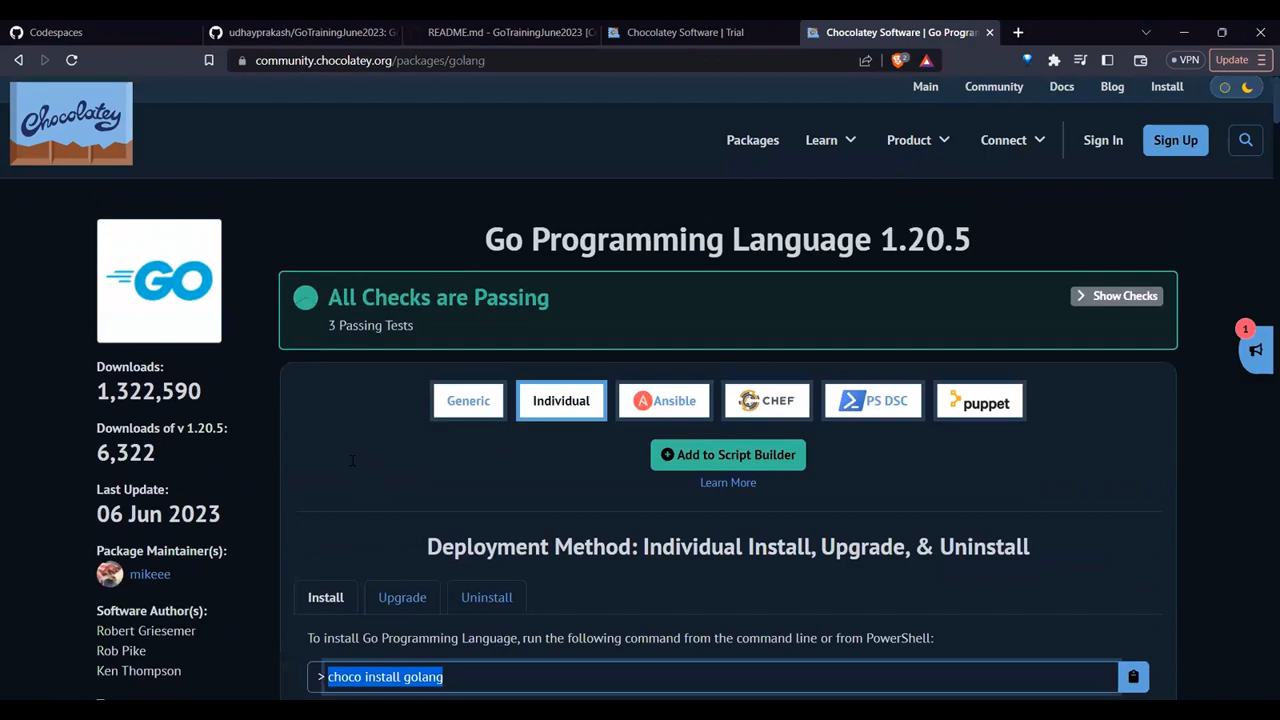 Codespaces
udhayprakash/GoTrainingJune2023: G
README.md - GoTrainingJune2023 [C
Chocolatey Software | Trial
Chocolatey Software | Go Progra
community.chocolatey.org/packages/golang
2
VPN
Update
Main
Community
Docs
Blog
Install
Chocolatey
Packages
Learn
Product
Connect
Sign In
Sign Up
GO
Go Programming Language 1.20.5
All Checks are Passing
Show Checks
3 Passing Tests
1
Downloads:
1,322,590
Generic
Individual
Ansible
CHEF
PS DSC
puppet
Downloads of v 1.20.5:
6,322
Add to Script Builder
Learn More
Last Update:
06 Jun 2023
Deployment Method: Individual Install, Upgrade, & Uninstall
Package Maintainer(s):
mikeee
Install
Upgrade
Uninstall
Software Author(s):
Robert Griesemer
Rob Pike
Ken Thompson
To install Go Programming Language, run the following command from the command line or from PowerShell:
> choco install golang